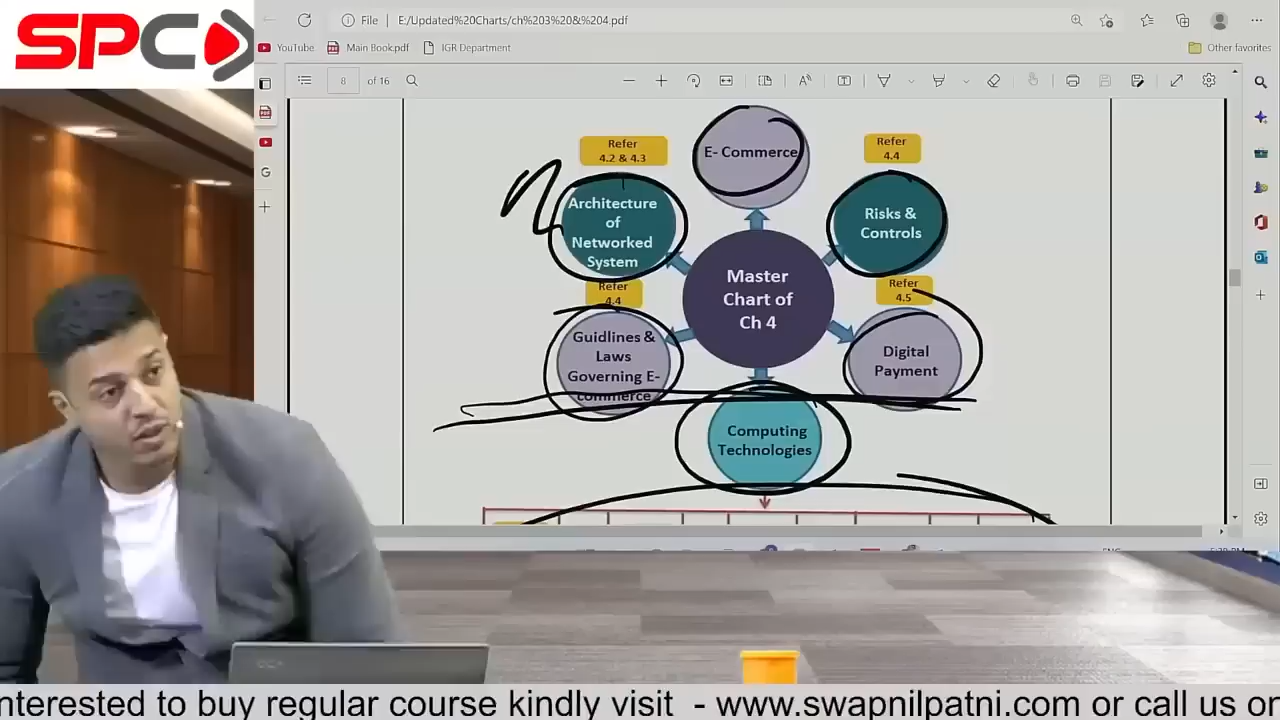 SPC
File
E:/Updated%20Charts/ch%203%20&%204.pdf
YouTube
Main Book.pdf
IGR Department
Other favorites
8
of 16
Refer
4.2 & 4.3
E- Commerce
Refer
4.4
Architecture
of
Networked
System
Risks &
Controls
Master
Chart of
Ch 4
Refer
4.4
Refer
4.5
Guidlines &
Laws
Governing E-
commerce
Digital
Payment
Computing
Technologies
ENG
nterested to buy regular course kindly visit - www.swapnilpatni.com or call us or